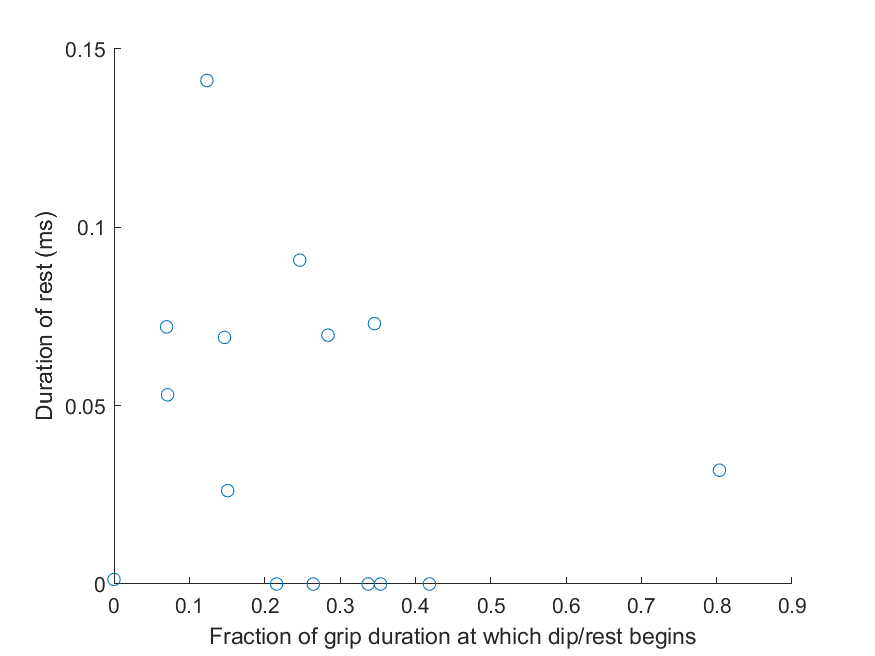 0.15
0.1
0.05
0
Duration of rest (ms)
0 0.1 0.2 0.3 0.4 0.5 0.6 0.7 0.8 0.9
Fraction of grip duration at which dip/rest begins